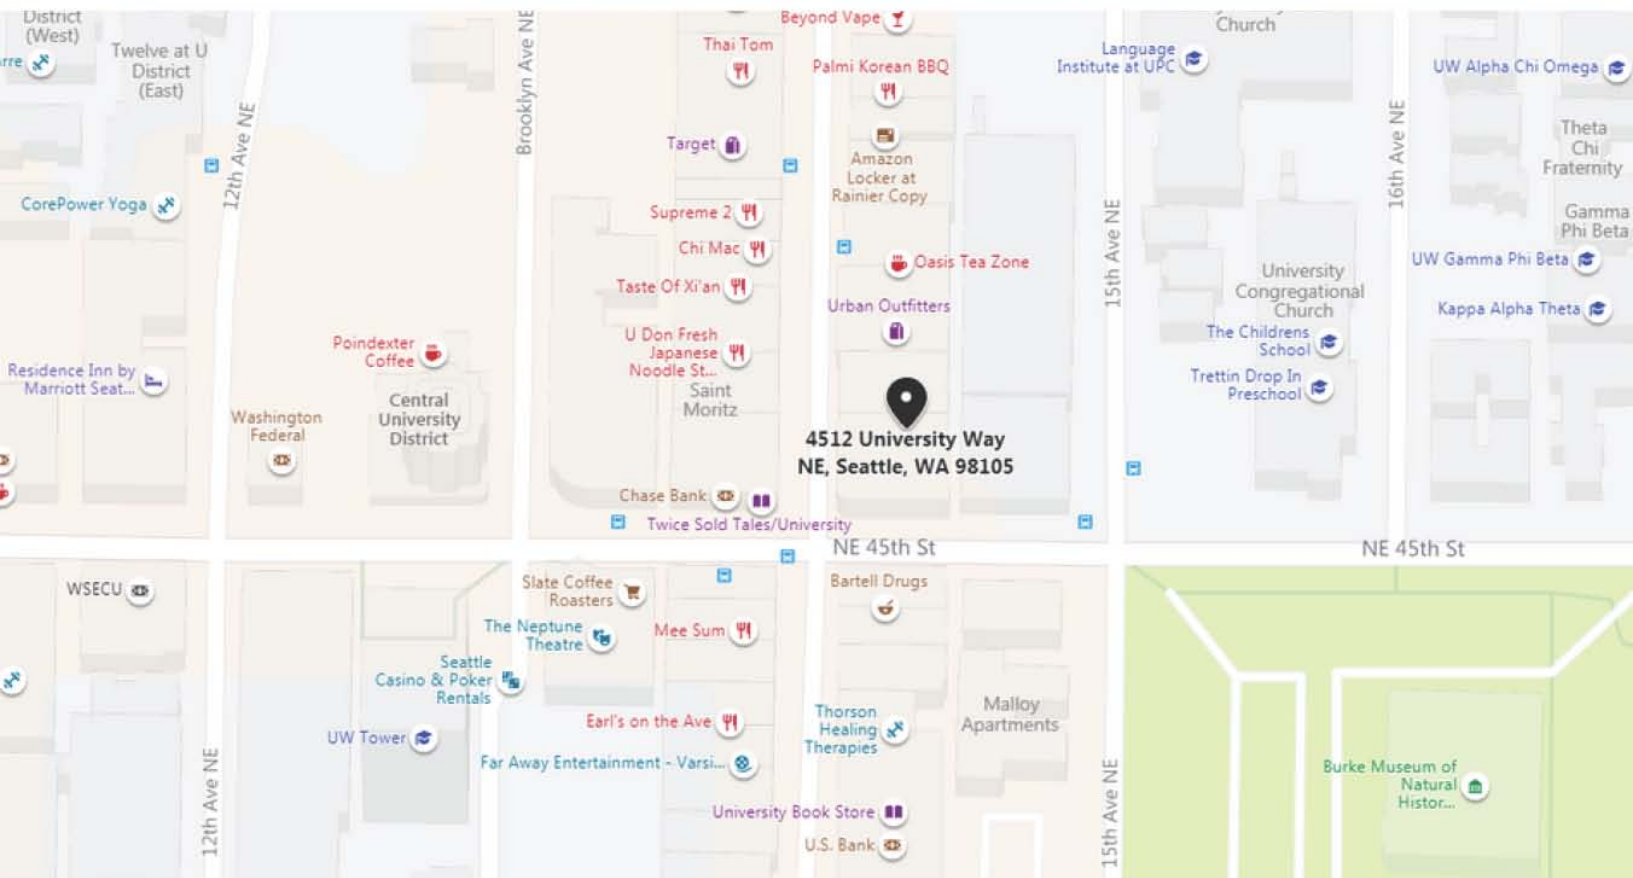 District
(West)
rre
Twelve at U
District
(East)
12th Ave NE
CorePower Yoga
Brooklyn Ave NE
Beyond Vape
Thai Tom
Palmi Korean BBQ
Target
Amazon
Locker at
Rainier Copy
Supreme 2
Chi Mac
Taste Of Xi'an
Oasis Tea Zone
Urban Outfitters
U Don Fresh
Japanese
Noodle St...
Saint
Moritz
Poindexter
Coffee
Central
University
District
Residence Inn by
Marriott Seat...
Washington
Federal
4512 University Way
NE, Seattle, WA 98105
Chase Bank
Twice Sold Tales/University
Church
Language
Institute at UPC
15th Ave NE
16th Ave NE
UW Alpha Chi Omega
Theta
Chi
Fraternity
Gamma
Phi Beta
UW Gamma Phi Beta
Kappa Alpha Theta
University
Congregational
Church
The Childrens
School
Trettin Drop In
Preschool
NE 45th St
NE 45th St
WSECU
Slate Coffee
Roasters
The Neptune
Theatre
Seattle
Casino & Poker
Rentals
Mee Sum
Bartell Drugs
UW Tower
Earl's on the Ave
Far Away Entertainment - Varsi...
Thorson
Healing
Therapies
Malloy
Apartments
University Book Store
U.S. Bank
12th Ave NE
15th Ave NE
Burke Museum of
Natural
Histor...